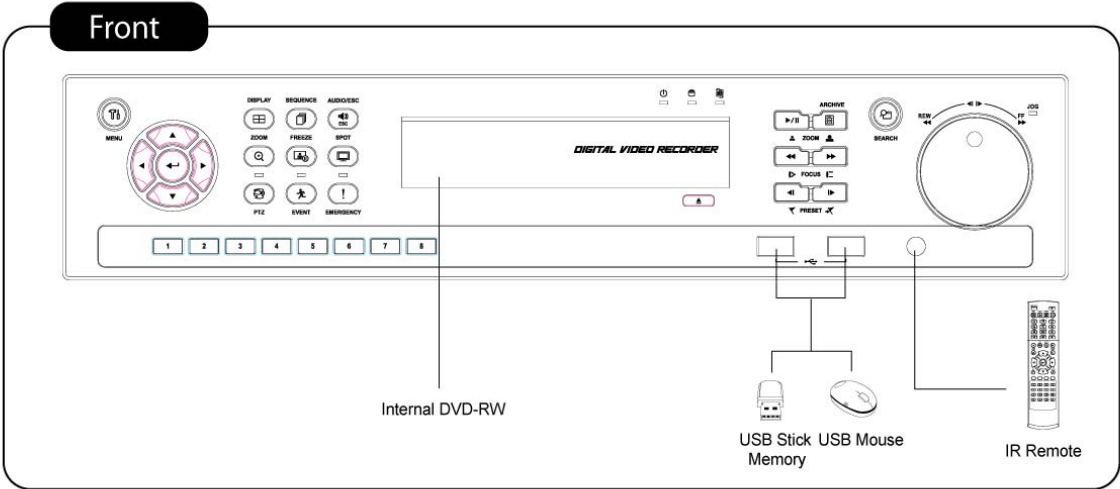 Front
MENU
DISPLAY SEQUENCE AUDIO/ESC
ESC
ZOOM FREEZE SPOT
PTZ EVENT EMERGENCY
DIGITAL VIDEO RECORDER
ARCHIVE
ZOOM
FOCUS
PRESET
SEARCH
REW
FF
JOG
1 2 3 4 5 6 7 8
Internal DVD-RW
USB Stick
Memory
USB Mouse
IR Remote